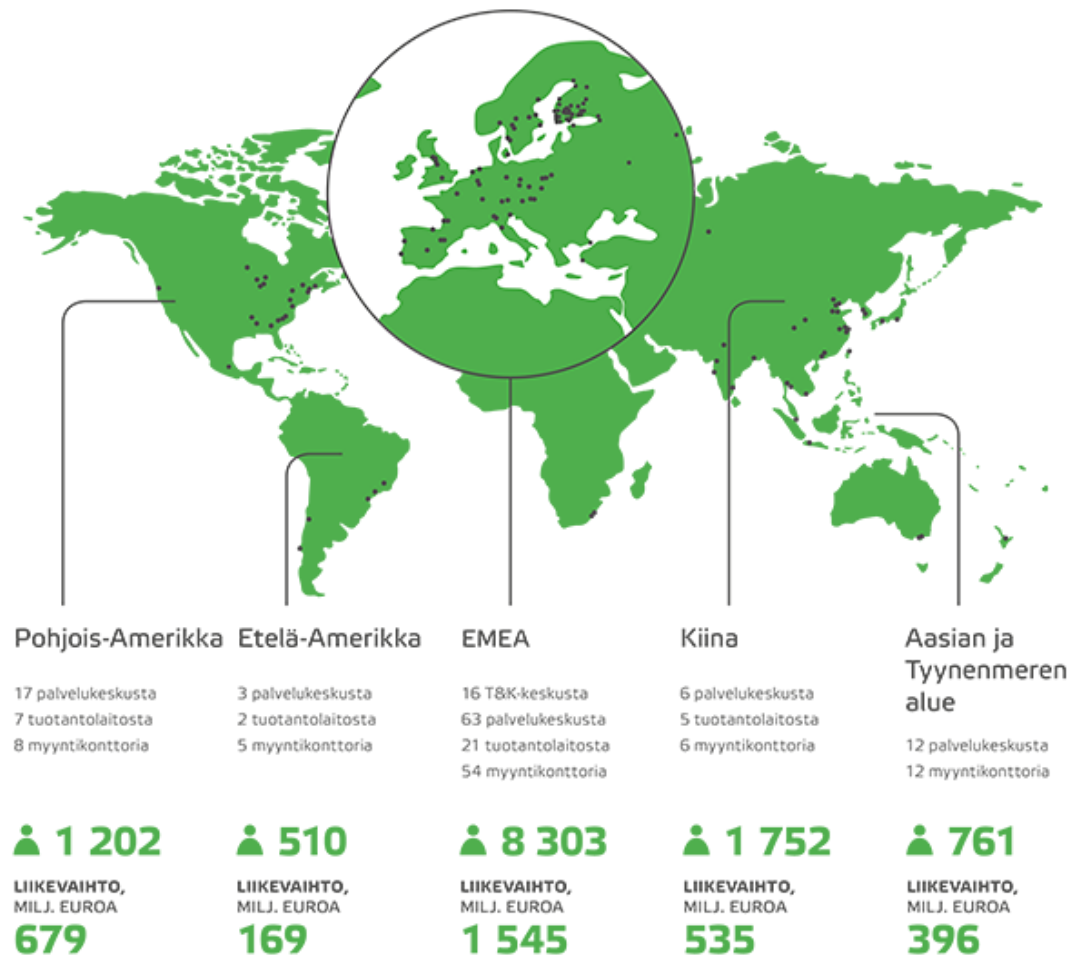 Pohjois-Amerikka
17 palvelukeskusta
7 tuotantolaitosta
8 myyntikonttoria
1 202
LIIKEVAIHTO,
MILJ. EUROA
679
Etelä-Amerikka
3 palvelukeskusta
2 tuotantolaitosta
5 myyntikonttoria
510
LIIKEVAIHTO,
MILJ. EUROA
169
EMEA
16 T&K-keskusta
63 palvelukeskusta
21 tuotantolaitosta
54 myyntikonttoria
8 303
LIIKEVAIHTO,
MILJ. EUROA
1 545
Kiina
6 palvelukeskusta
5 tuotantolaitosta
6 myyntikonttoria
1 752
LIIKEVAIHTO,
MILJ. EUROA
535
Aasian ja
Tyynenmeren
alue
12 palvelukeskusta
12 myyntikonttoria
761
LIIKEVAIHTO,
MILJ. EUROA
396